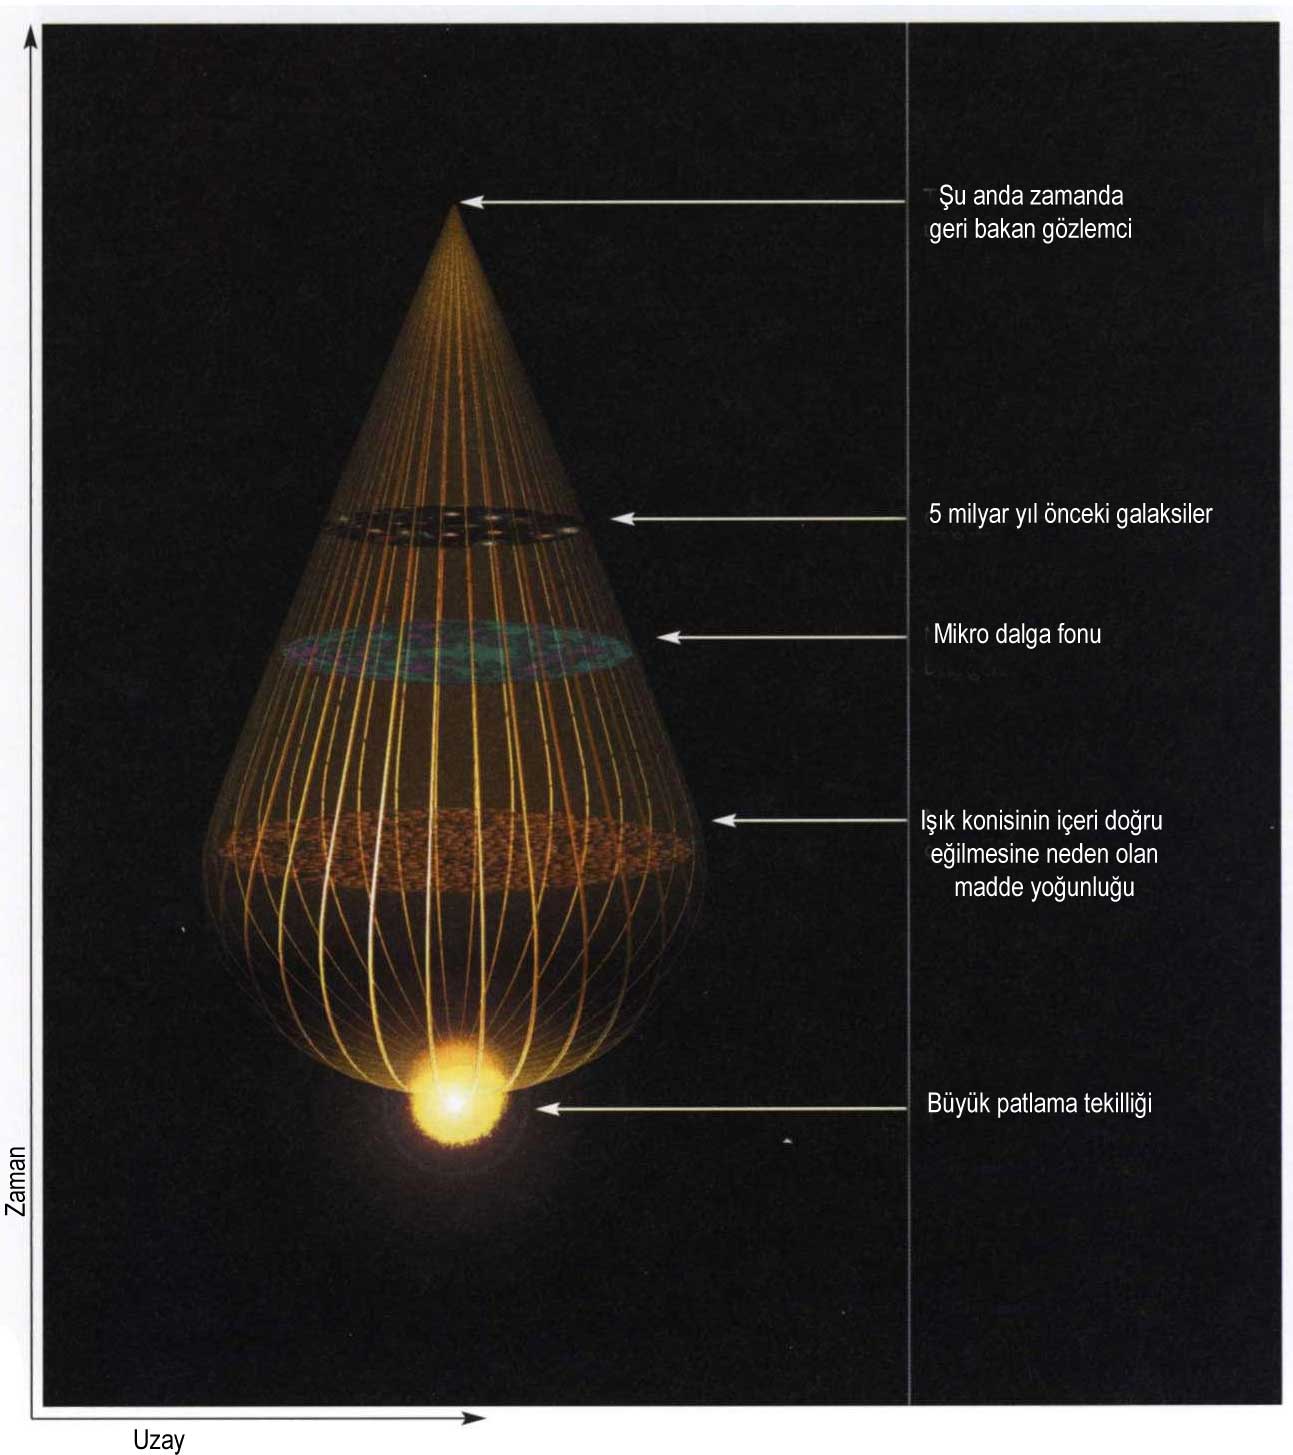 Şu anda zamanda
geri bakan gözlemci
5 milyar yıl önceki galaksiler
Mikro dalga fonu
Işık konisinin içeri doğru
eğilmesine neden olan
madde yoğunluğu
Büyük patlama tekilliği
Zaman
Uzay